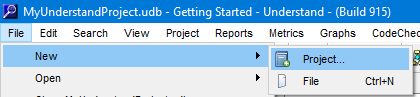 MyUnderstandProject.udb - Getting Started - Understand - (Build 915)
File Edit Search View Project Reports Metrics Graphs CodeChec
New Project...
File Ctrl+N
Open